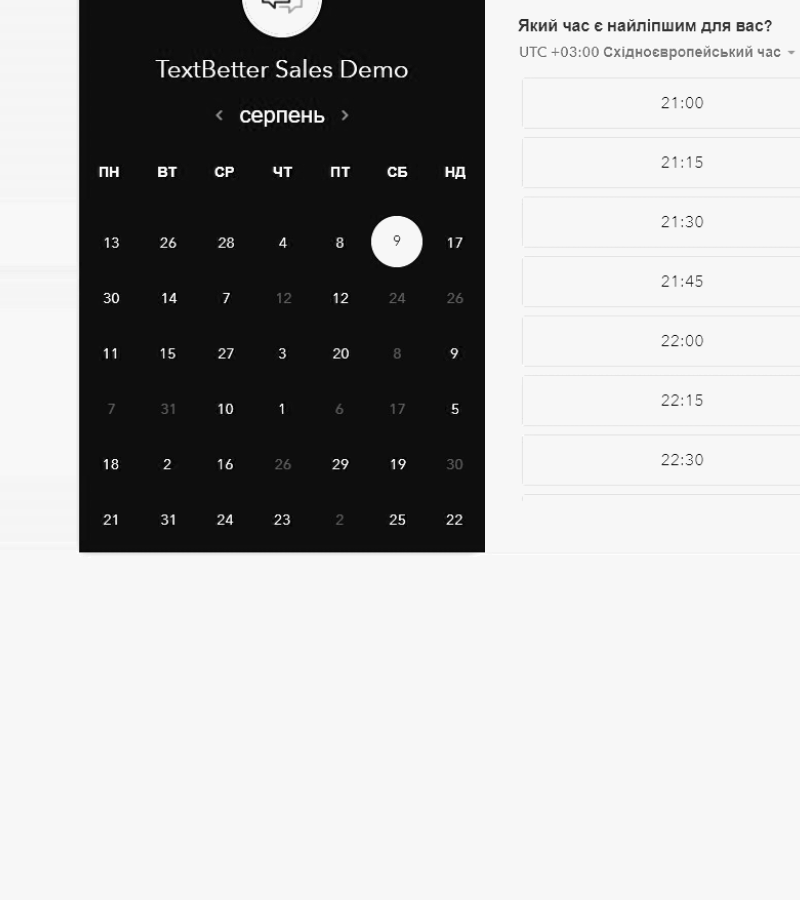 TextBetter Sales Demo
‹ серпень ›
ПН ВТ СР ЧТ ПТ СБ НД
13 26 28 4 8 9 17
30 14 7 12 12 24 26
11 15 27 3 20 8 9
7 31 10 1 6 17 5
18 2 16 26 29 19 30
21 31 24 23 2 25 22
Який час є найліпшим для вас?
UTC +03:00 Східноєвропейський час
21:00
21:15
21:30
21:45
22:00
22:15
22:30